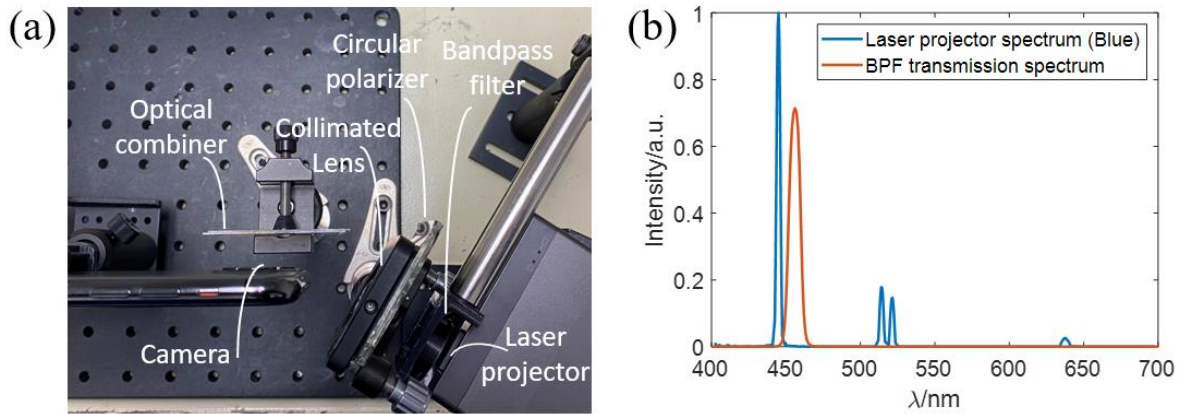 (a)
Circular
polarizer
Bandpass
filter
Optical
combiner
Collimated
Lens
Camera
Laser
projector
(b)
Laser projector spectrum (Blue)
BPF transmission spectrum
Intensity/a.u.
1
0.8
0.6
0.4
0.2
0
400 450 500 550 600 650 700
λ/nm